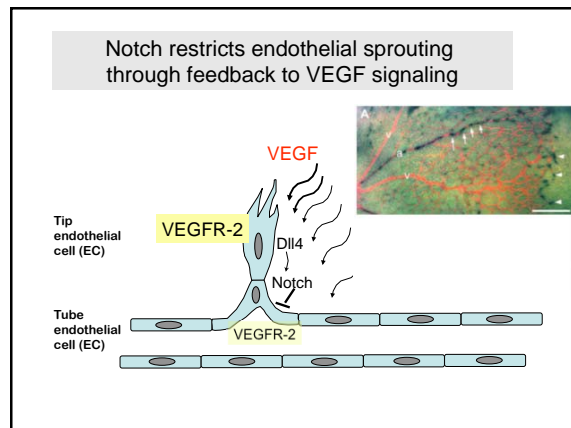 Notch restricts endothelial sprouting
through feedback to VEGF signaling
A
V
a
V
VEGF
Tip
endothelial
cell (EC)
VEGFR-2
Dll4
Notch
Tube
endothelial
cell (EC)
VEGFR-2